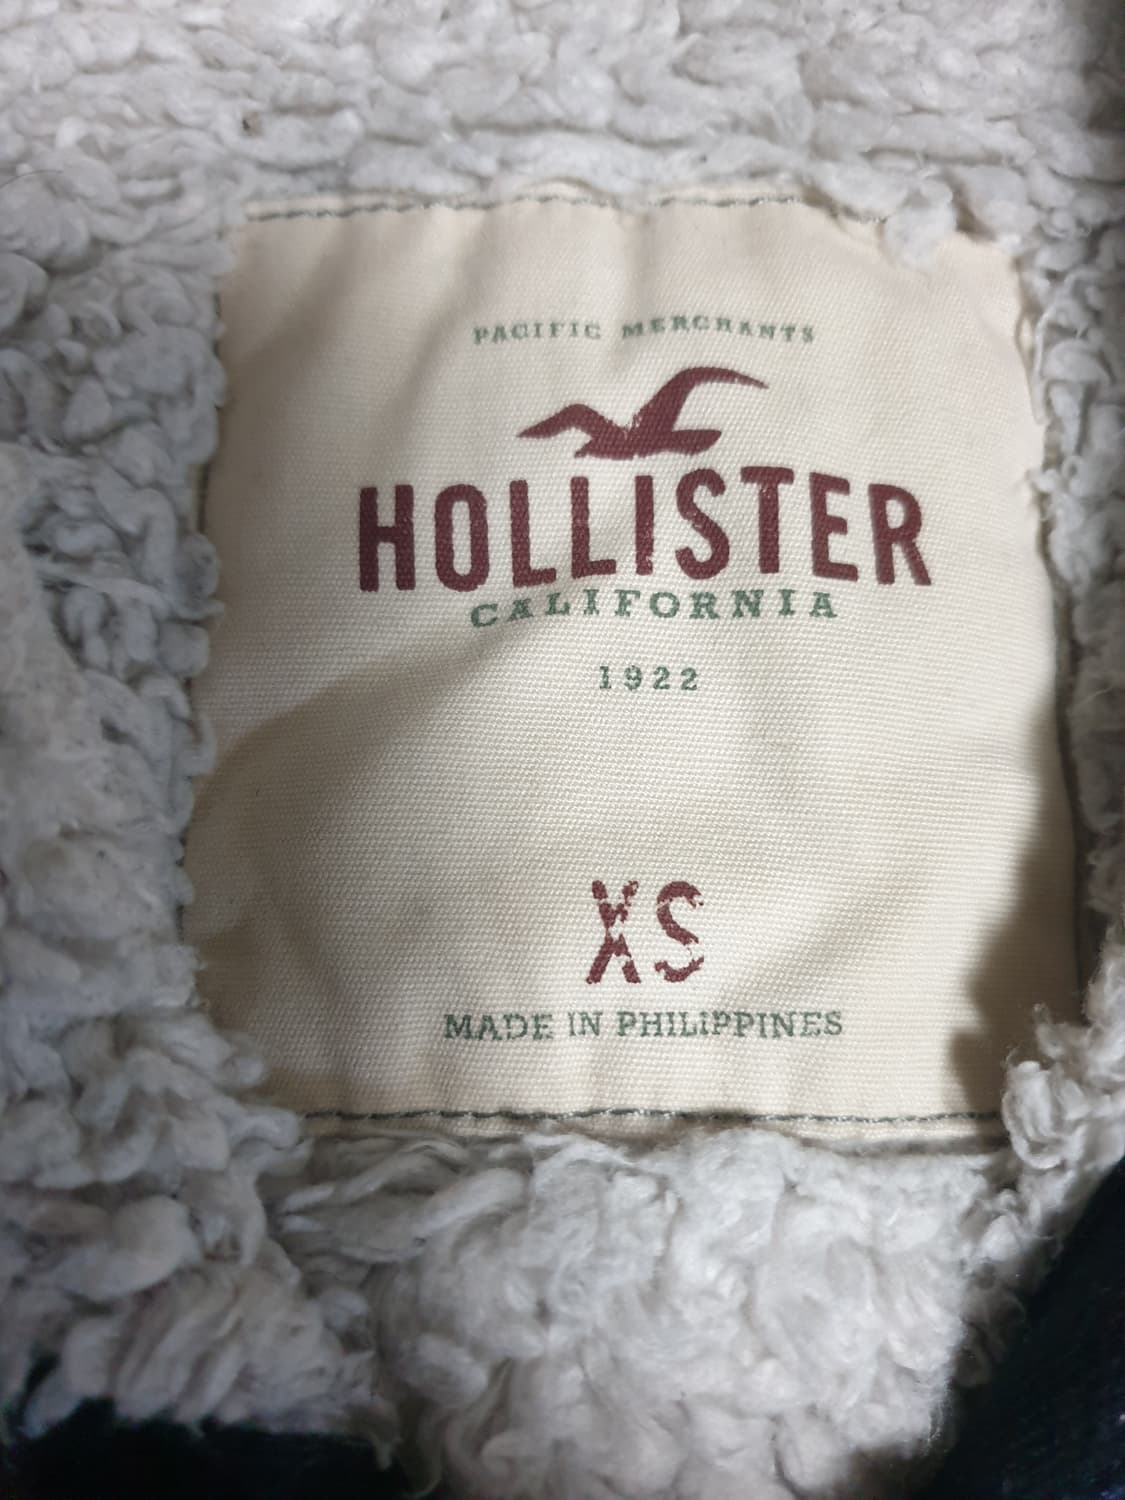 PACIFIC MERCHANTS
HOLLISTER
CALIFORNIA
1922
XS
MADE IN PHILIPPINES